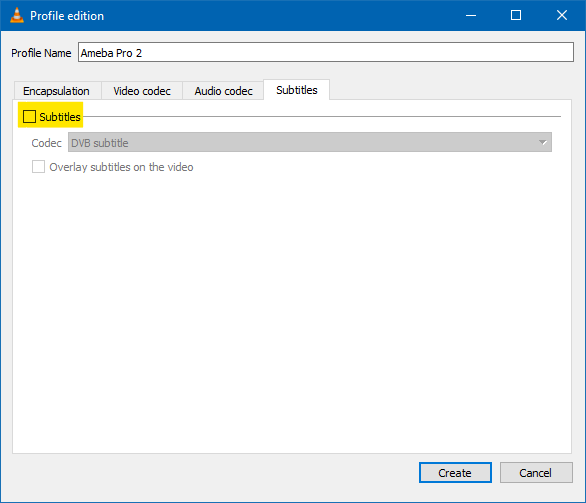 Profile edition
Profile Name Ameba Pro 2
Encapsulation Video codec Audio codec Subtitles
Subtitles
Codec DVB subtitle
Overlay subtitles on the video
Create Cancel